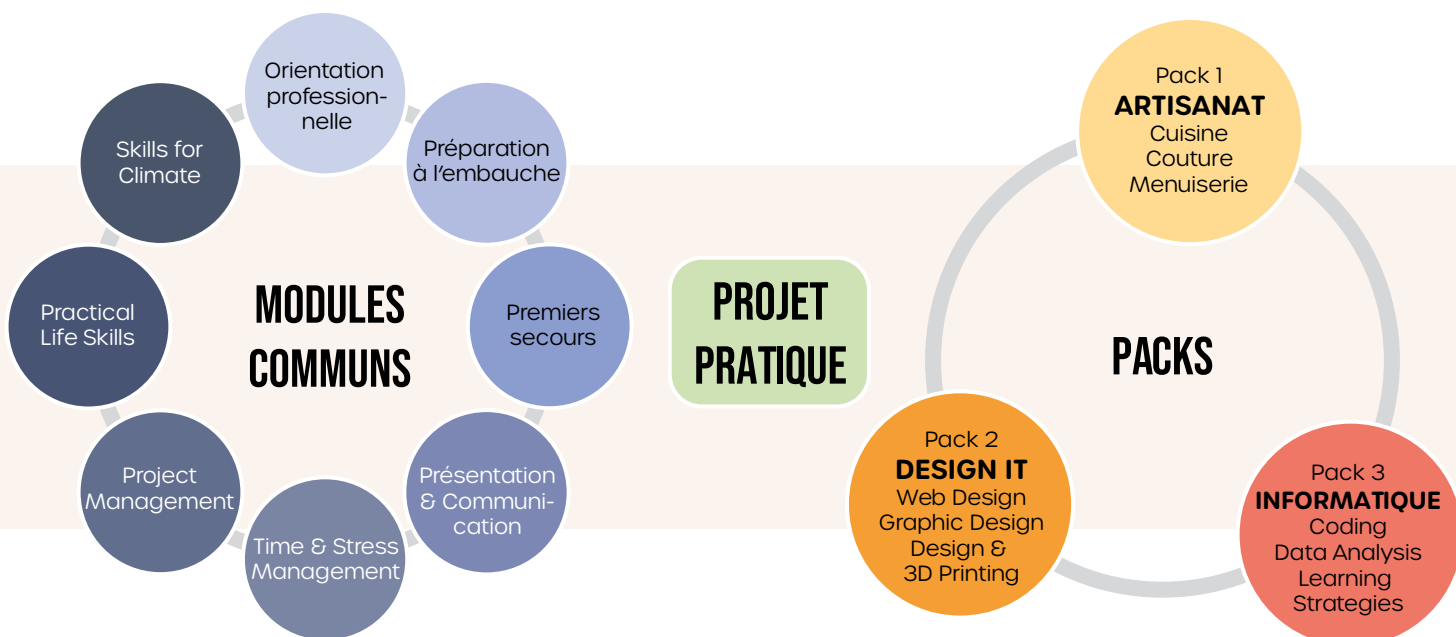 Orientation
profession-
nelle
Préparation
à l'embauche
Premiers
secours
Présentation
& Communi-
cation
Time & Stress
Management
Project
Management
Practical
Life Skills
Skills for
Climate
MODULES
COMMUNS
PROJET
PRATIQUE
PACKS
Pack 1
ARTISANAT
Cuisine
Couture
Menuiserie
Pack 2
DESIGN IT
Web Design
Graphic Design
Design &
3D Printing
Pack 3
INFORMATIQUE
Coding
Data Analysis
Learning
Strategies